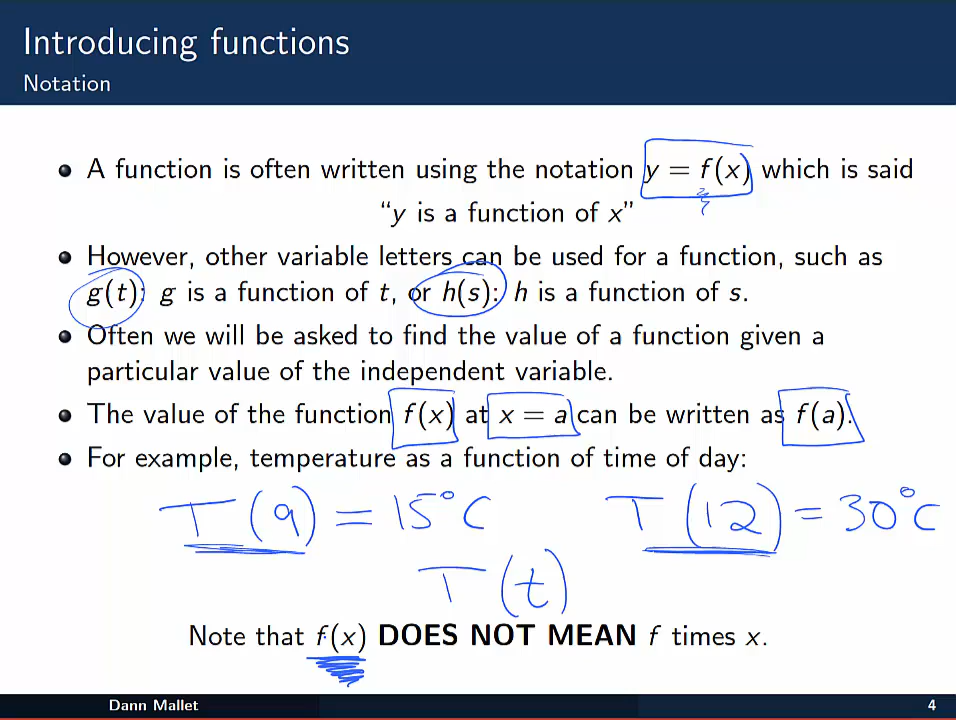 Introducing functions
Notation
A function is often written using the notation y = f(x) which is said
“y is a function of x”
However, other variable letters can be used for a function, such as
g(t): g is a function of t, or h(s): h is a function of s.
Often we will be asked to find the value of a function given a
particular value of the independent variable.
The value of the function f(x) at x = a can be written as f(a).
For example, temperature as a function of time of day:
T(9) = 15°C T(12) = 30°C
T(t)
Note that f(x) DOES NOT MEAN f times x.
Dann Mallet 4